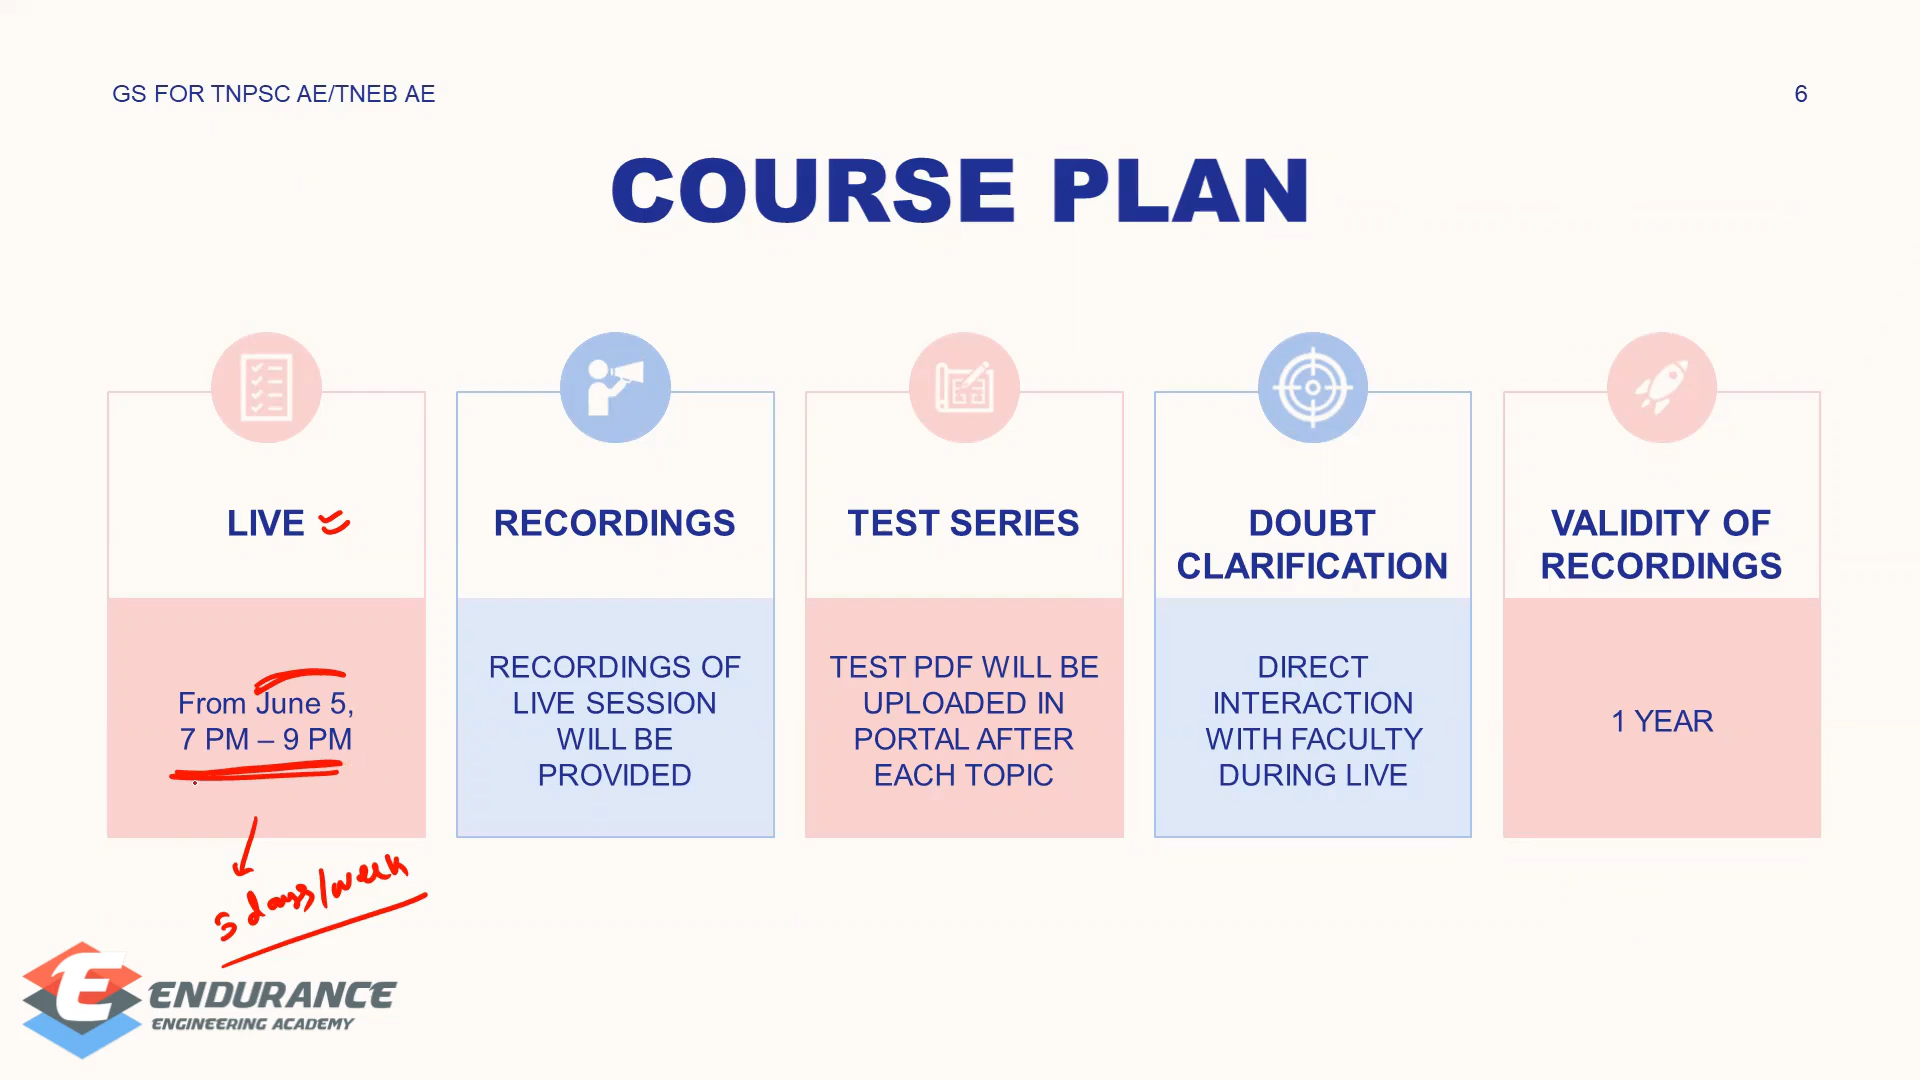 GS FOR TNPSC AE/TNEB AE
6
COURSE PLAN
LIVE
From June 5,
7 PM – 9 PM
5 days/week
RECORDINGS
RECORDINGS OF
LIVE SESSION
WILL BE
PROVIDED
TEST SERIES
TEST PDF WILL BE
UPLOADED IN
PORTAL AFTER
EACH TOPIC
DOUBT
CLARIFICATION
DIRECT
INTERACTION
WITH FACULTY
DURING LIVE
VALIDITY OF
RECORDINGS
1 YEAR
E ENDURANCE
ENGINEERING ACADEMY